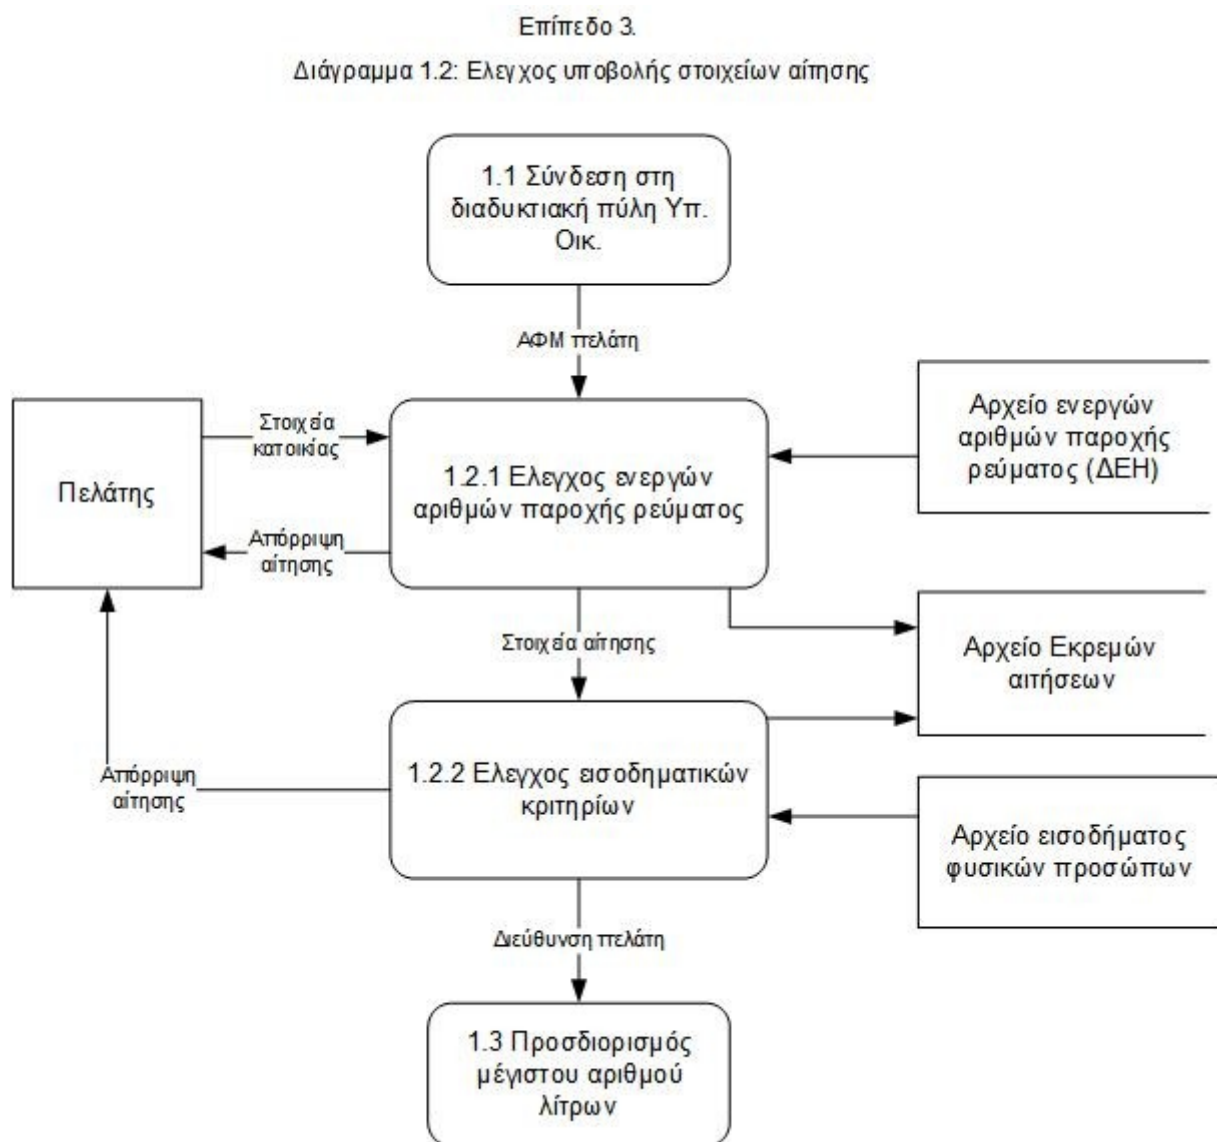 Επίπεδο 3.
Διάγραμμα 1.2: Ελεγχος υποβολής στοιχείων αίτησης
1.1 Σύνδεση στη
διαδυκτιακή πύλη Υπ.
Οικ.
ΑΦΜ πελάτη
Πελάτης
Στοιχεία
κατοικίας
1.2.1 Ελεγχος ενεργών
αριθμών παροχής ρεύματος
Αρχείο ενεργών
αριθμών παροχής
ρεύματος (ΔΕΗ)
Απόρριψη
αίτησης
Στοιχεία αίτησης
Αρχείο Εκρεμών
αιτήσεων
1.2.2 Ελεγχος εισοδηματικών
κριτηρίων
Απόρριψη
αίτησης
Αρχείο εισοδήματος
φυσικών προσώπων
Διεύθυνση πελάτη
1.3 Προσδιορισμός
μέγιστου αριθμού
λίτρων